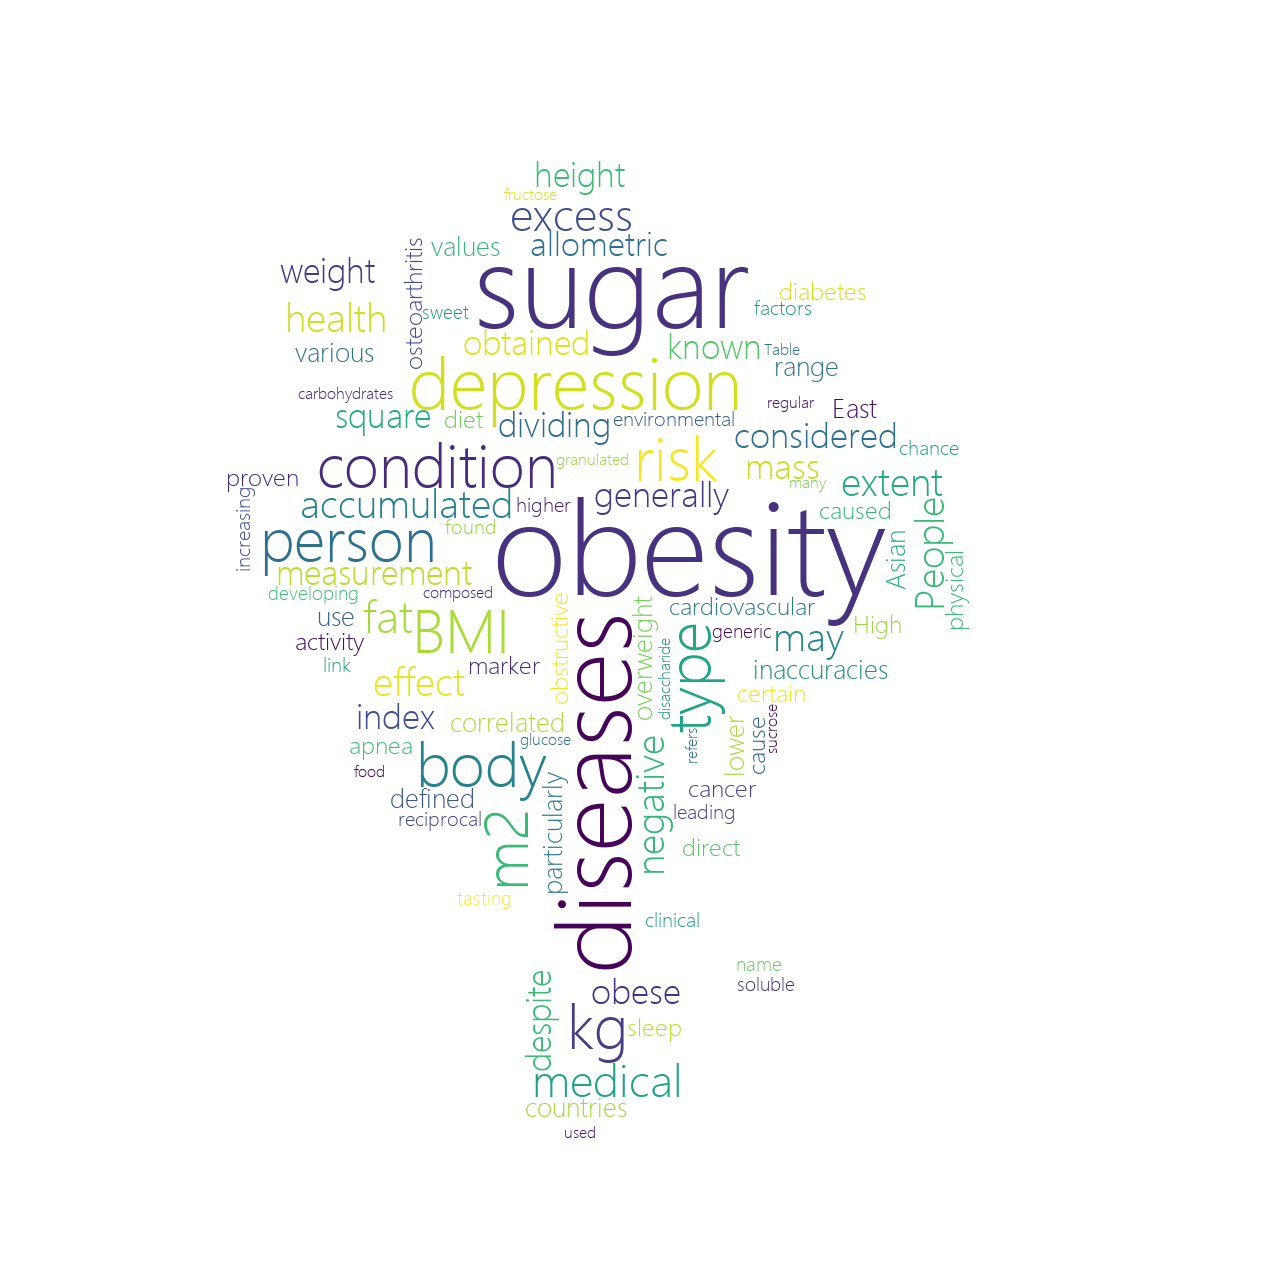 height
fructose
excess
allometric
values
osteoarthritis
weight
sugar
diabetes
factors
sweet
health
obtained
known
Table
various
range
depression
carbohydrates
regular
East
square
diet
dividing
environmental
considered
chance
condition
granulated
risk
mass
many
extent
proven
increasing
accumulated
higher
generally
caused
found
person
obesity
Asian
People
physical
measurement
developing
composed
cardiovascular
use
fat
BMI
obstructive
overweight
disaccharide
type
generic
may
High
activity
link
marker
diseases
inaccuracies
effect
certain
index
correlated
refers
lower
cause
sucrose
apnea
glucose
food
body
negative
cancer
defined
particularly
leading
reciprocal
m2
direct
tasting
clinical
name
soluble
despite
obese
kg
sleep
medical
countries
used